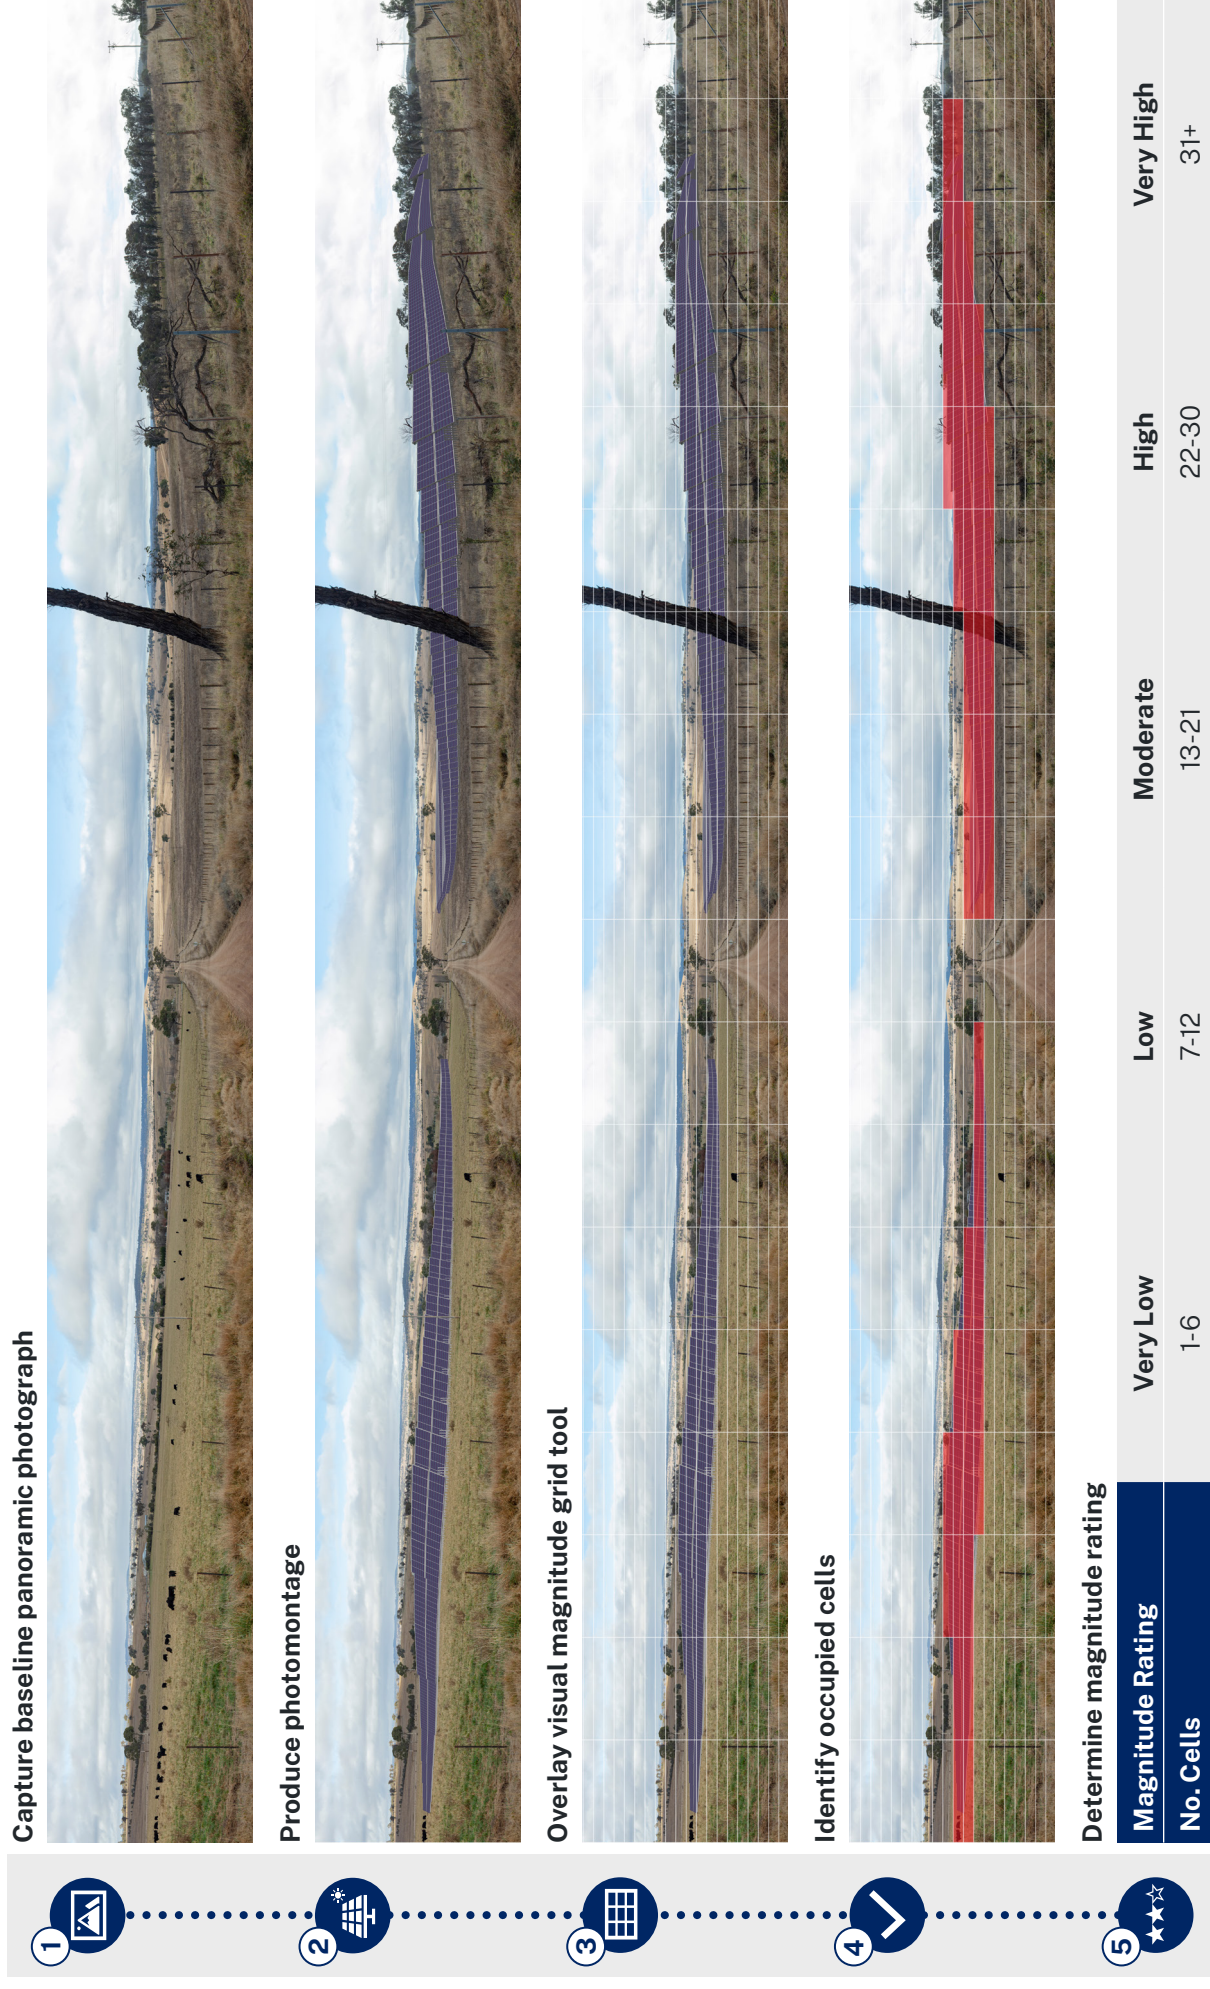 1
Capture baseline panoramic photograph
2
Produce photomontage
3
Overlay visual magnitude grid tool
4
Identify occupied cells
5
Determine magnitude rating
Magnitude Rating Very Low Low Moderate High Very High
No. Cells 1-6 7-12 13-21 22-30 31+